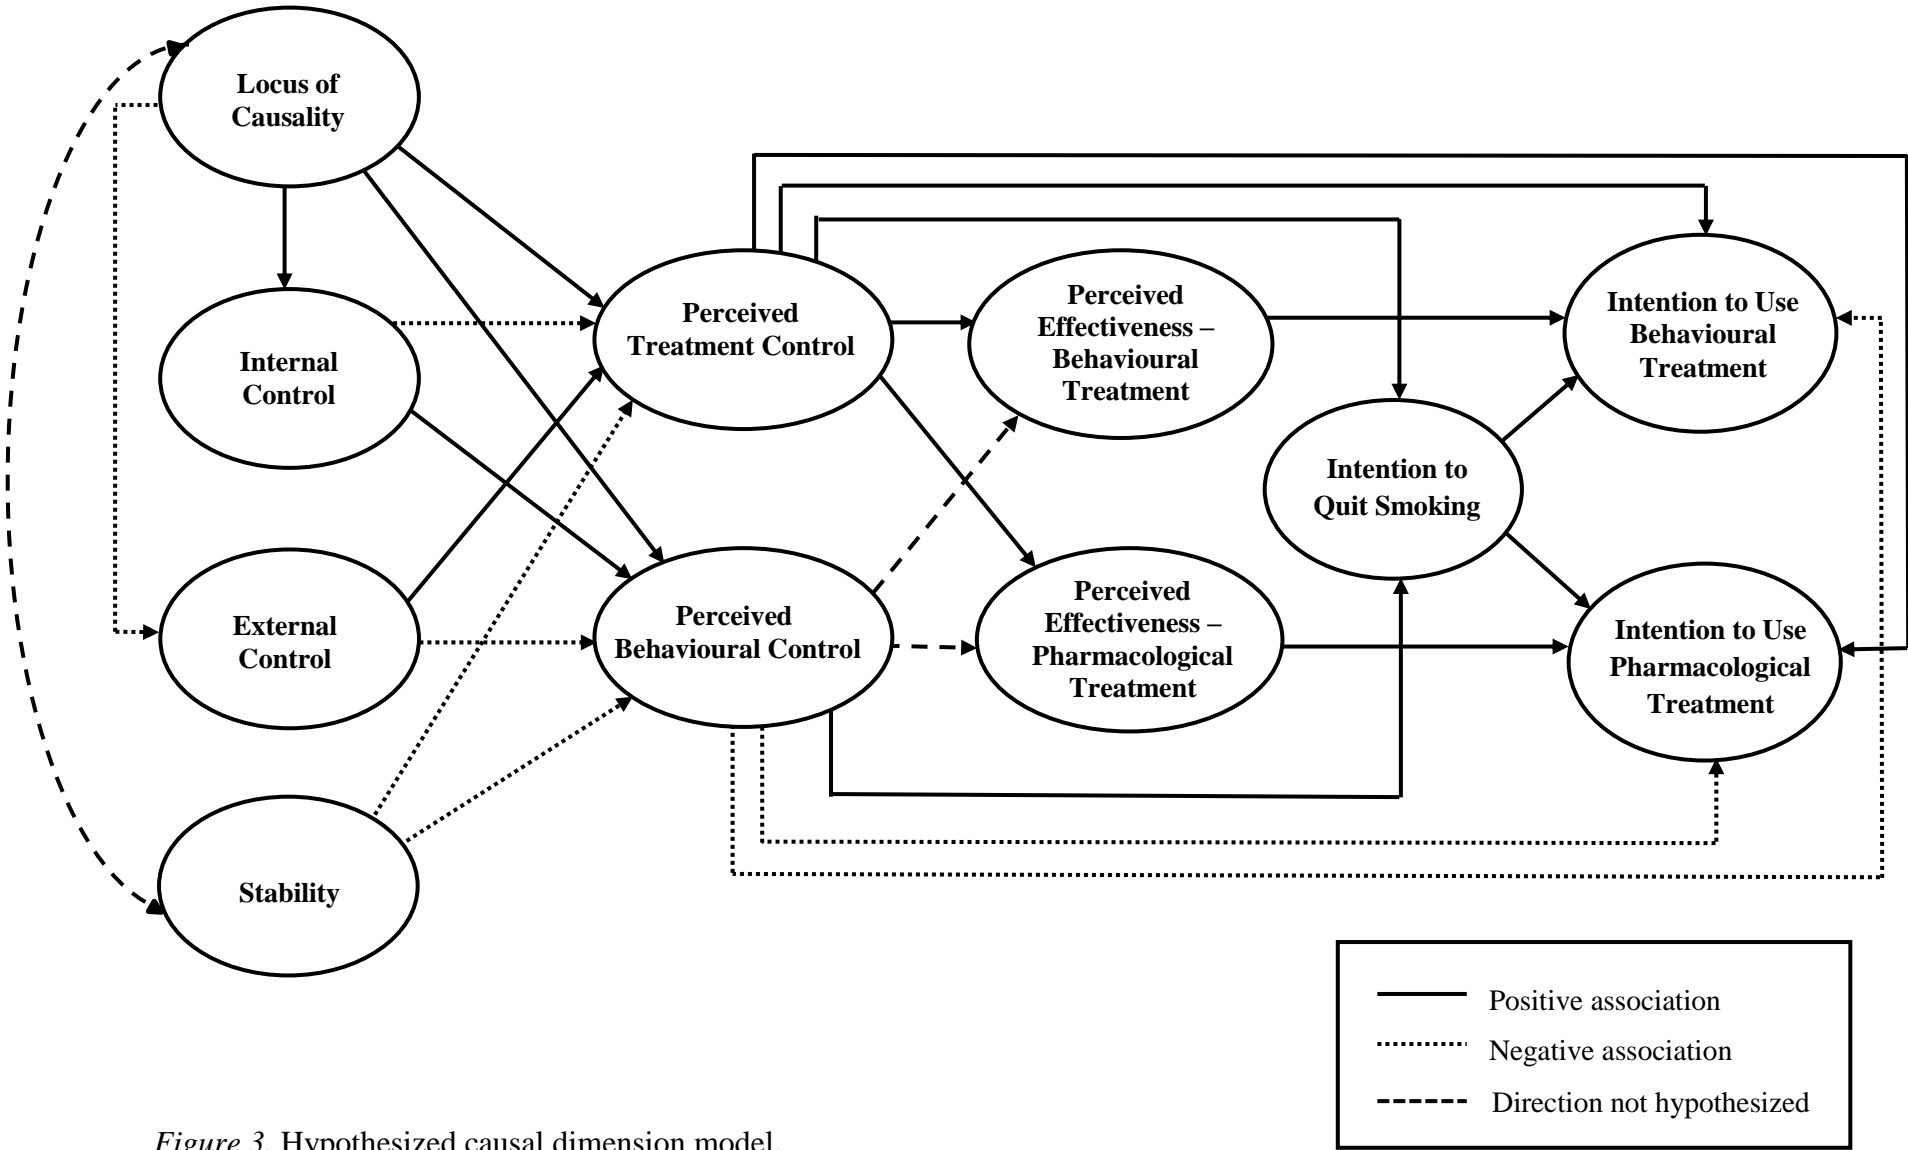 Locus of
Causality
Internal
Control
External
Control
Stability
Perceived
Treatment Control
Perceived
Behavioural Control
Perceived
Effectiveness –
Behavioural
Treatment
Perceived
Effectiveness –
Pharmacological
Treatment
Intention to
Quit Smoking
Intention to Use
Behavioural
Treatment
Intention to Use
Pharmacological
Treatment
Positive association
Negative association
Direction not hypothesized
Figure 3. Hypothesized causal dimension model.